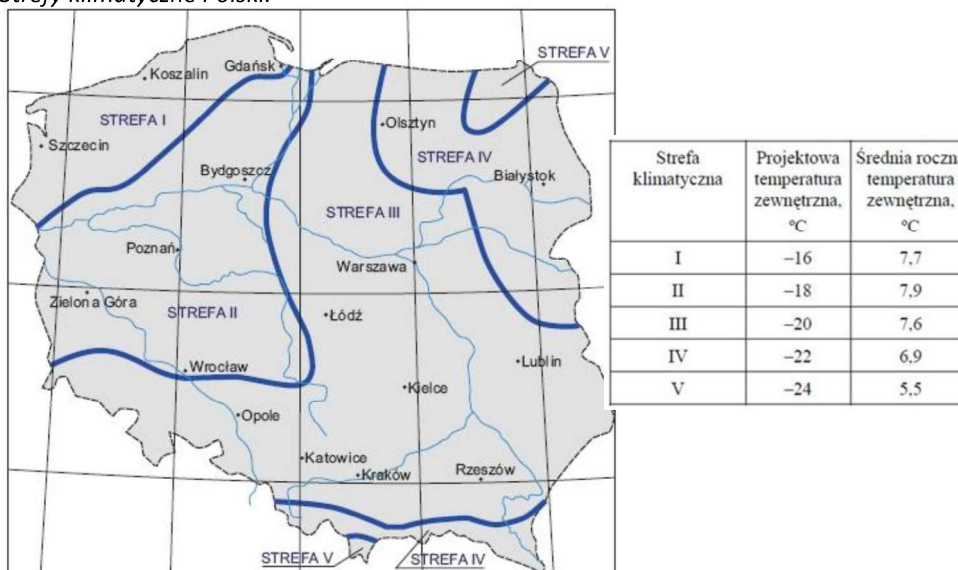 Strefy klimatyczne Polski.
STREFA V
Gdańsk
Koszalin
STREFA I
Olsztyn
Szczecin
STREFA IV
Bydgoszcz
Białystok
STREFA III
Poznań
Warszawa
Zielona Góra
STREFA II
Łódź
Wrocław
Lublin
Kielce
Opole
Katowice
Kraków
Rzeszów
STREFA V
STREFA IV
Strefa klimatyczna
Projektowa temperatura zewnętrzna, °C
Średnia roczn temperatura zewnętrzna, °C
I –16 7,7
II –18 7,9
III –20 7,6
IV –22 6,9
V –24 5,5